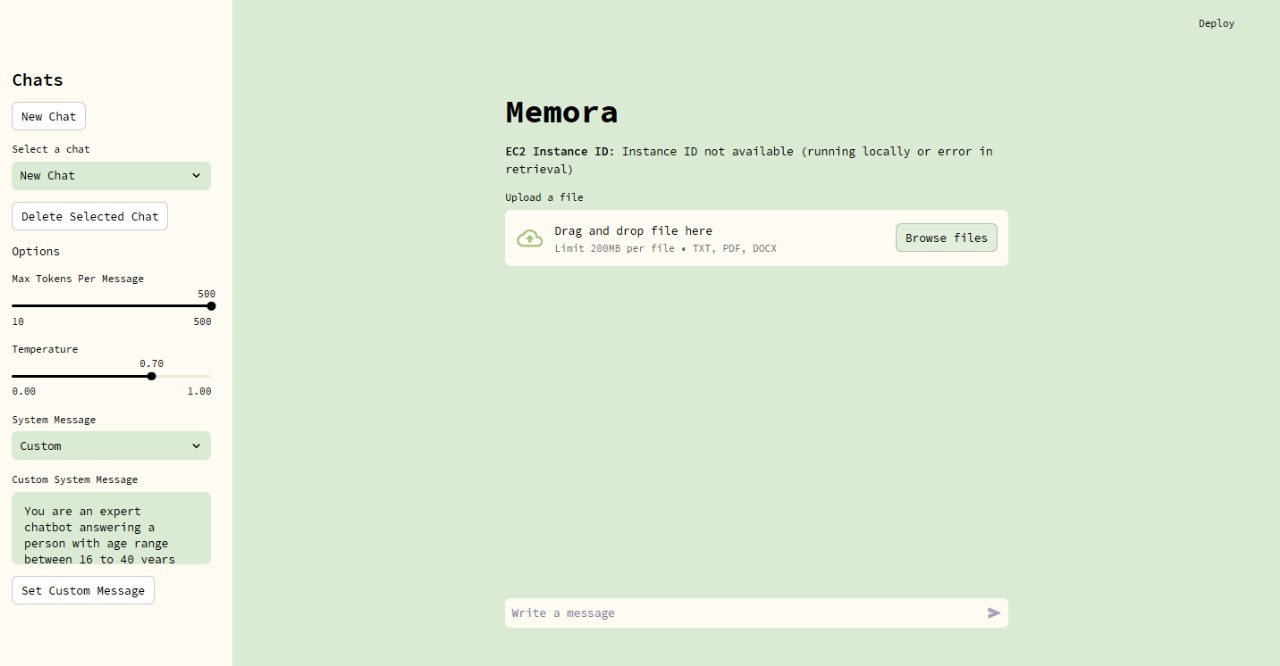 Deploy
Chats
New Chat
Select a chat
New Chat
Delete Selected Chat
Options
Max Tokens Per Message
500
10 500
Temperature
0.70
0.00 1.00
System Message
Custom
Custom System Message
You are an expert
chatbot answering a
person with age range
between 16 to 40 years
Set Custom Message
Memora
EC2 Instance ID: Instance ID not available (running locally or error in
retrieval)
Upload a file
Drag and drop file here
Limit 200MB per file • TXT, PDF, DOCX
Browse files
Write a message